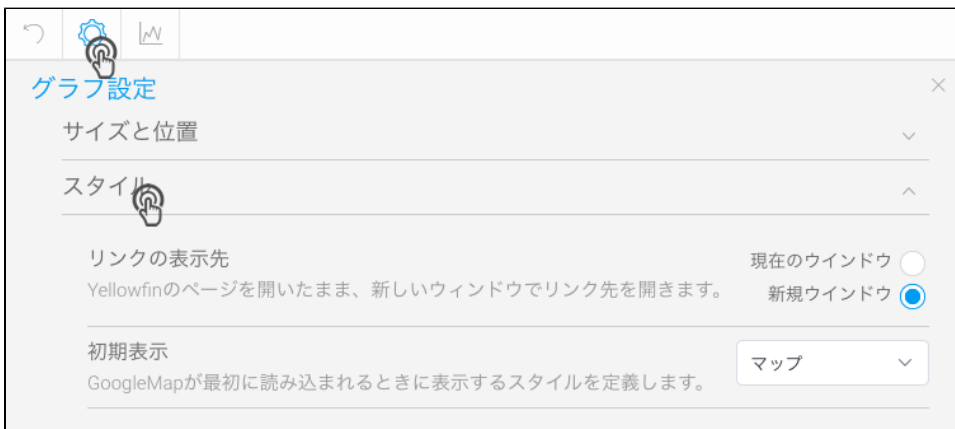 グラフ設定
サイズと位置
スタイル
リンクの表示先
現在のウインドウ
Yellowfinのページを開いたまま、新しいウィンドウでリンク先を開きます。
新規ウインドウ
初期表示
GoogleMapが最初に読み込まれるときに表示するスタイルを定義します。
マップ